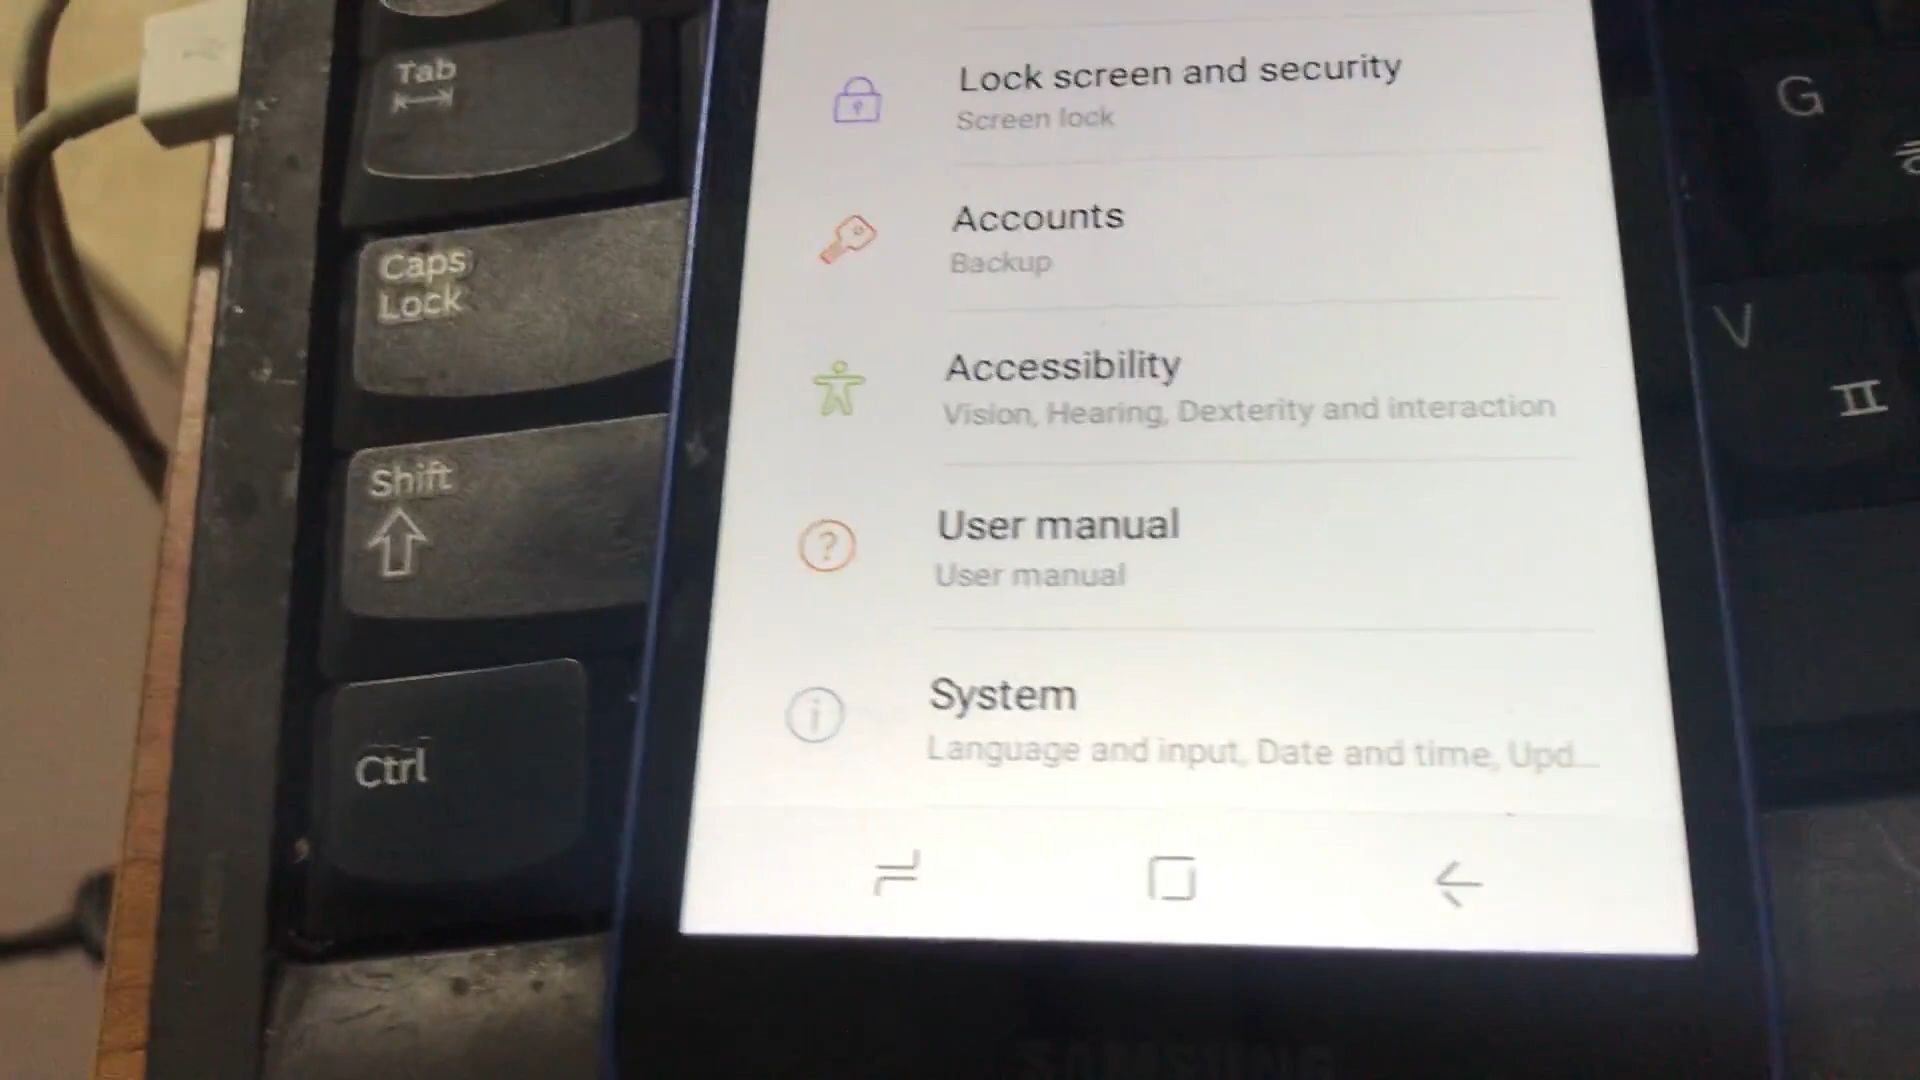 Tab
Caps
Lock
Shift
Ctrl
Lock screen and security
Screen lock
Accounts
Backup
Accessibility
Vision, Hearing, Dexterity and interaction
User manual
User manual
System
Language and input, Date and time, Upd...
SAMSUNG
G
ㅎ
V
ㅍ